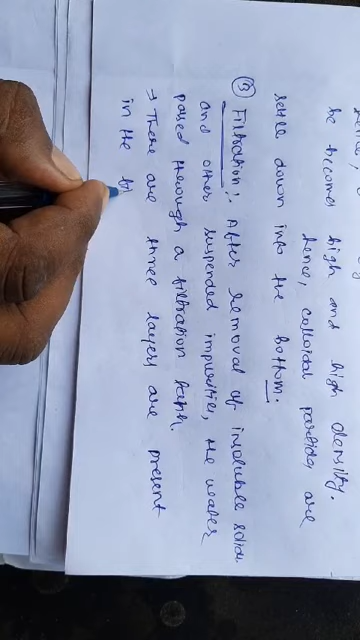 be becomes high and high density.
hence, colloidal particles are
settle down into the bottom.
③ Filtration:- After removal of insoluble solid
and other suspended impurities, the water
passed through a filtration tank.
→ There are three layers are present
in the